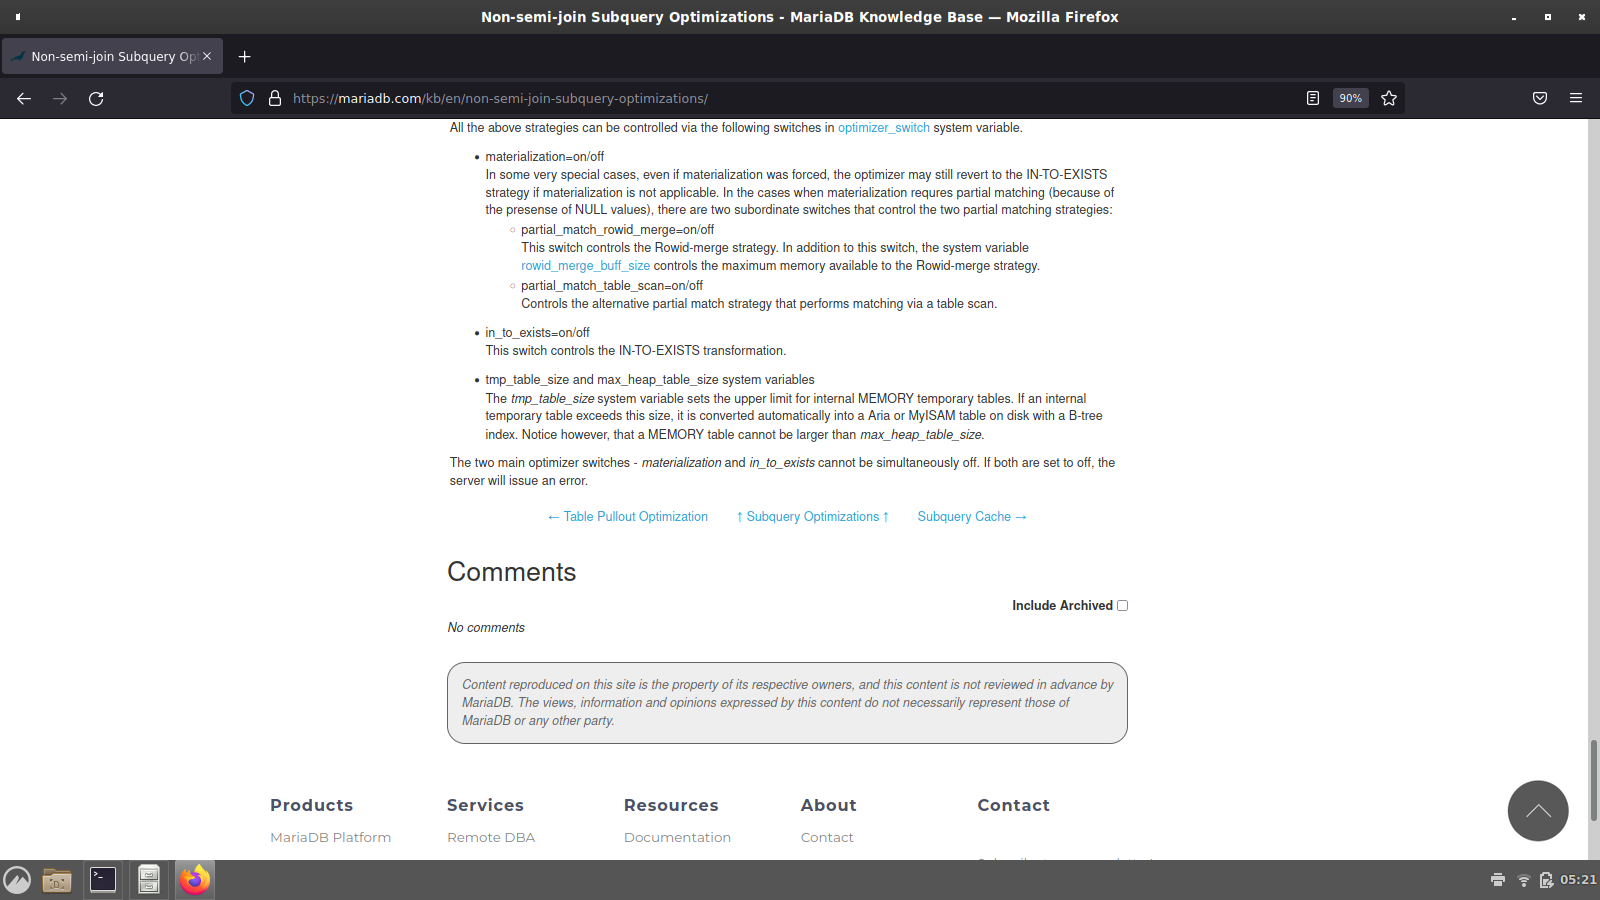 Non-semi-join Subquery Optimizations - MariaDB Knowledge Base — Mozilla Firefox
Non-semi-join Subquery Opt
https://mariadb.com/kb/en/non-semi-join-subquery-optimizations/
90%
All the above strategies can be controlled via the following switches in optimizer_switch system variable.
• materialization=on/off
In some very special cases, even if materialization was forced, the optimizer may still revert to the IN-TO-EXISTS
strategy if materialization is not applicable. In the cases when materialization requres partial matching (because of
the presense of NULL values), there are two subordinate switches that control the two partial matching strategies:
◦ partial_match_rowid_merge=on/off
This switch controls the Rowid-merge strategy. In addition to this switch, the system variable
rowid_merge_buff_size controls the maximum memory available to the Rowid-merge strategy.
◦ partial_match_table_scan=on/off
Controls the alternative partial match strategy that performs matching via a table scan.
• in_to_exists=on/off
This switch controls the IN-TO-EXISTS transformation.
• tmp_table_size and max_heap_table_size system variables
The tmp_table_size system variable sets the upper limit for internal MEMORY temporary tables. If an internal
temporary table exceeds this size, it is converted automatically into a Aria or MyISAM table on disk with a B-tree
index. Notice however, that a MEMORY table cannot be larger than max_heap_table_size.
The two main optimizer switches - materialization and in_to_exists cannot be simultaneously off. If both are set to off, the
server will issue an error.
← Table Pullout Optimization ↑ Subquery Optimizations ↑ Subquery Cache →
Comments
Include Archived
No comments
Content reproduced on this site is the property of its respective owners, and this content is not reviewed in advance by
MariaDB. The views, information and opinions expressed by this content do not necessarily represent those of
MariaDB or any other party.
Products Services Resources About Contact
MariaDB Platform Remote DBA Documentation Contact
05:21